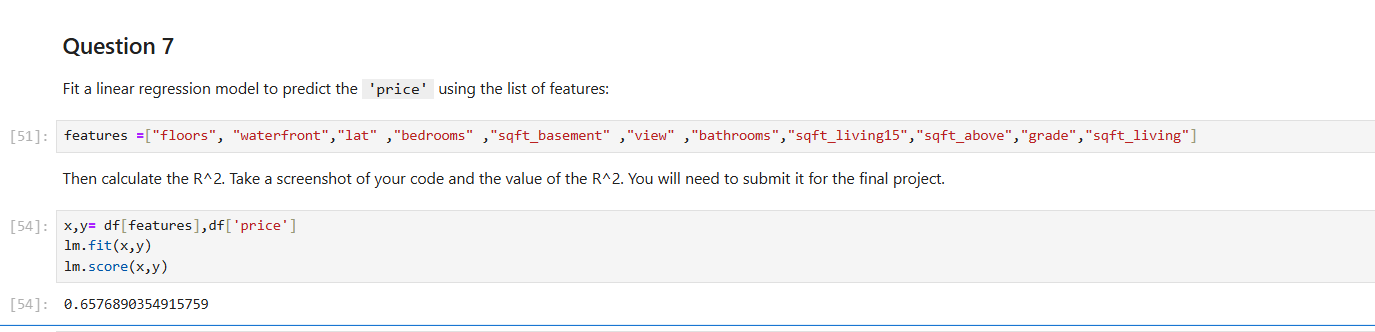 Question 7
Fit a linear regression model to predict the 'price' using the list of features:
[51]: features =["floors", "waterfront","lat" ,"bedrooms" ,"sqft_basement" ,"view" ,"bathrooms","sqft_living15","sqft_above","grade","sqft_living"]
Then calculate the R^2. Take a screenshot of your code and the value of the R^2. You will need to submit it for the final project.
[54]: x,y= df[features],df['price']
lm.fit(x,y)
lm.score(x,y)
[54]: 0.6576890354915759